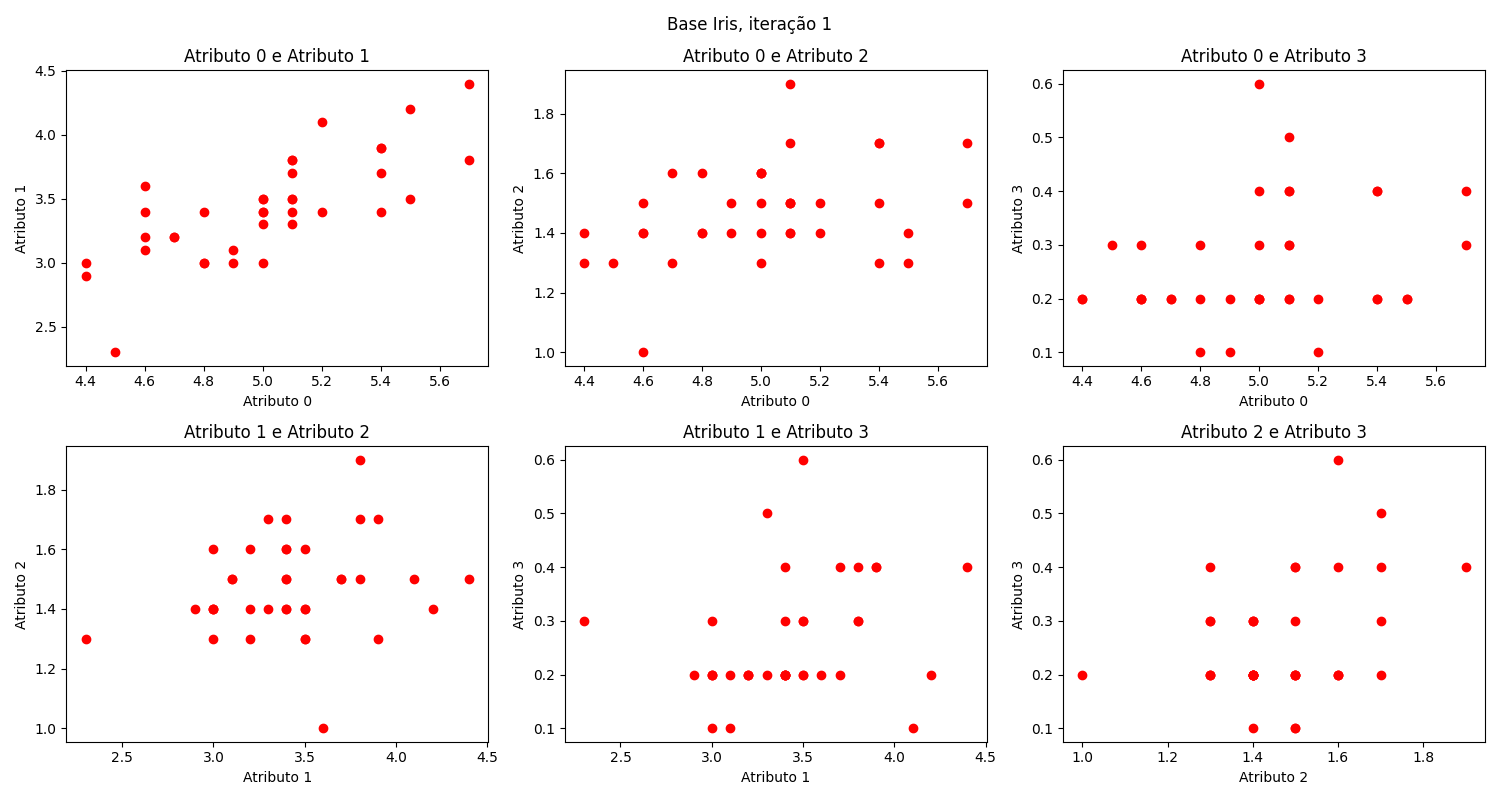 Base Iris, iteração 1
Atributo 0 e Atributo 1
Atributo 1
4.5
4.0
3.5
3.0
2.5
4.4 4.6 4.8 5.0 5.2 5.4 5.6
Atributo 0
Atributo 0 e Atributo 2
Atributo 2
1.8
1.6
1.4
1.2
1.0
4.4 4.6 4.8 5.0 5.2 5.4 5.6
Atributo 0
Atributo 0 e Atributo 3
Atributo 3
0.6
0.5
0.4
0.3
0.2
0.1
4.4 4.6 4.8 5.0 5.2 5.4 5.6
Atributo 0
Atributo 1 e Atributo 2
Atributo 2
1.8
1.6
1.4
1.2
1.0
2.5 3.0 3.5 4.0 4.5
Atributo 1
Atributo 1 e Atributo 3
Atributo 3
0.6
0.5
0.4
0.3
0.2
0.1
2.5 3.0 3.5 4.0 4.5
Atributo 1
Atributo 2 e Atributo 3
Atributo 3
0.6
0.5
0.4
0.3
0.2
0.1
1.0 1.2 1.4 1.6 1.8
Atributo 2